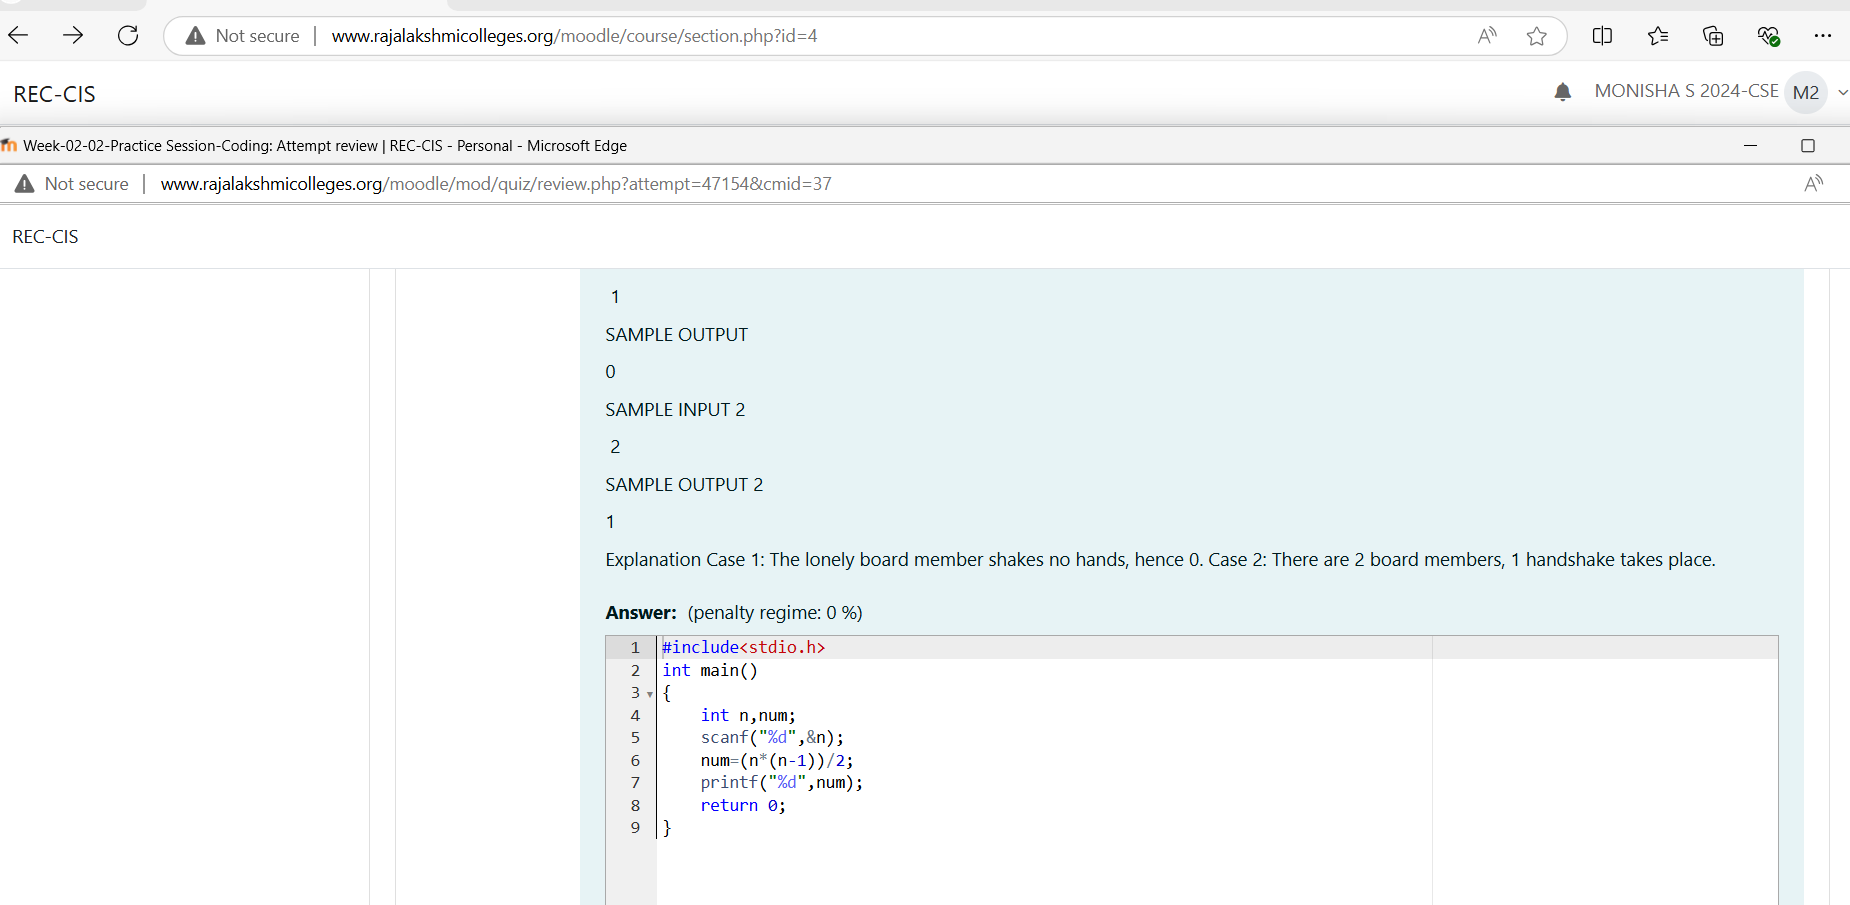 Not secure www.rajalakshmicolleges.org/moodle/course/section.php?id=4
REC-CIS
MONISHA S 2024-CSE M2
Week-02-02-Practice Session-Coding: Attempt review | REC-CIS - Personal - Microsoft Edge
Not secure www.rajalakshmicolleges.org/moodle/mod/quiz/review.php?attempt=47154&cmid=37
REC-CIS
1
SAMPLE OUTPUT
0
SAMPLE INPUT 2
2
SAMPLE OUTPUT 2
1
Explanation Case 1: The lonely board member shakes no hands, hence 0. Case 2: There are 2 board members, 1 handshake takes place.
Answer: (penalty regime: 0 %)
1 #include<stdio.h>
2 int main()
3 {
4 int n,num;
5 scanf("%d",&n);
6 num=(n*(n-1))/2;
7 printf("%d",num);
8 return 0;
9 }